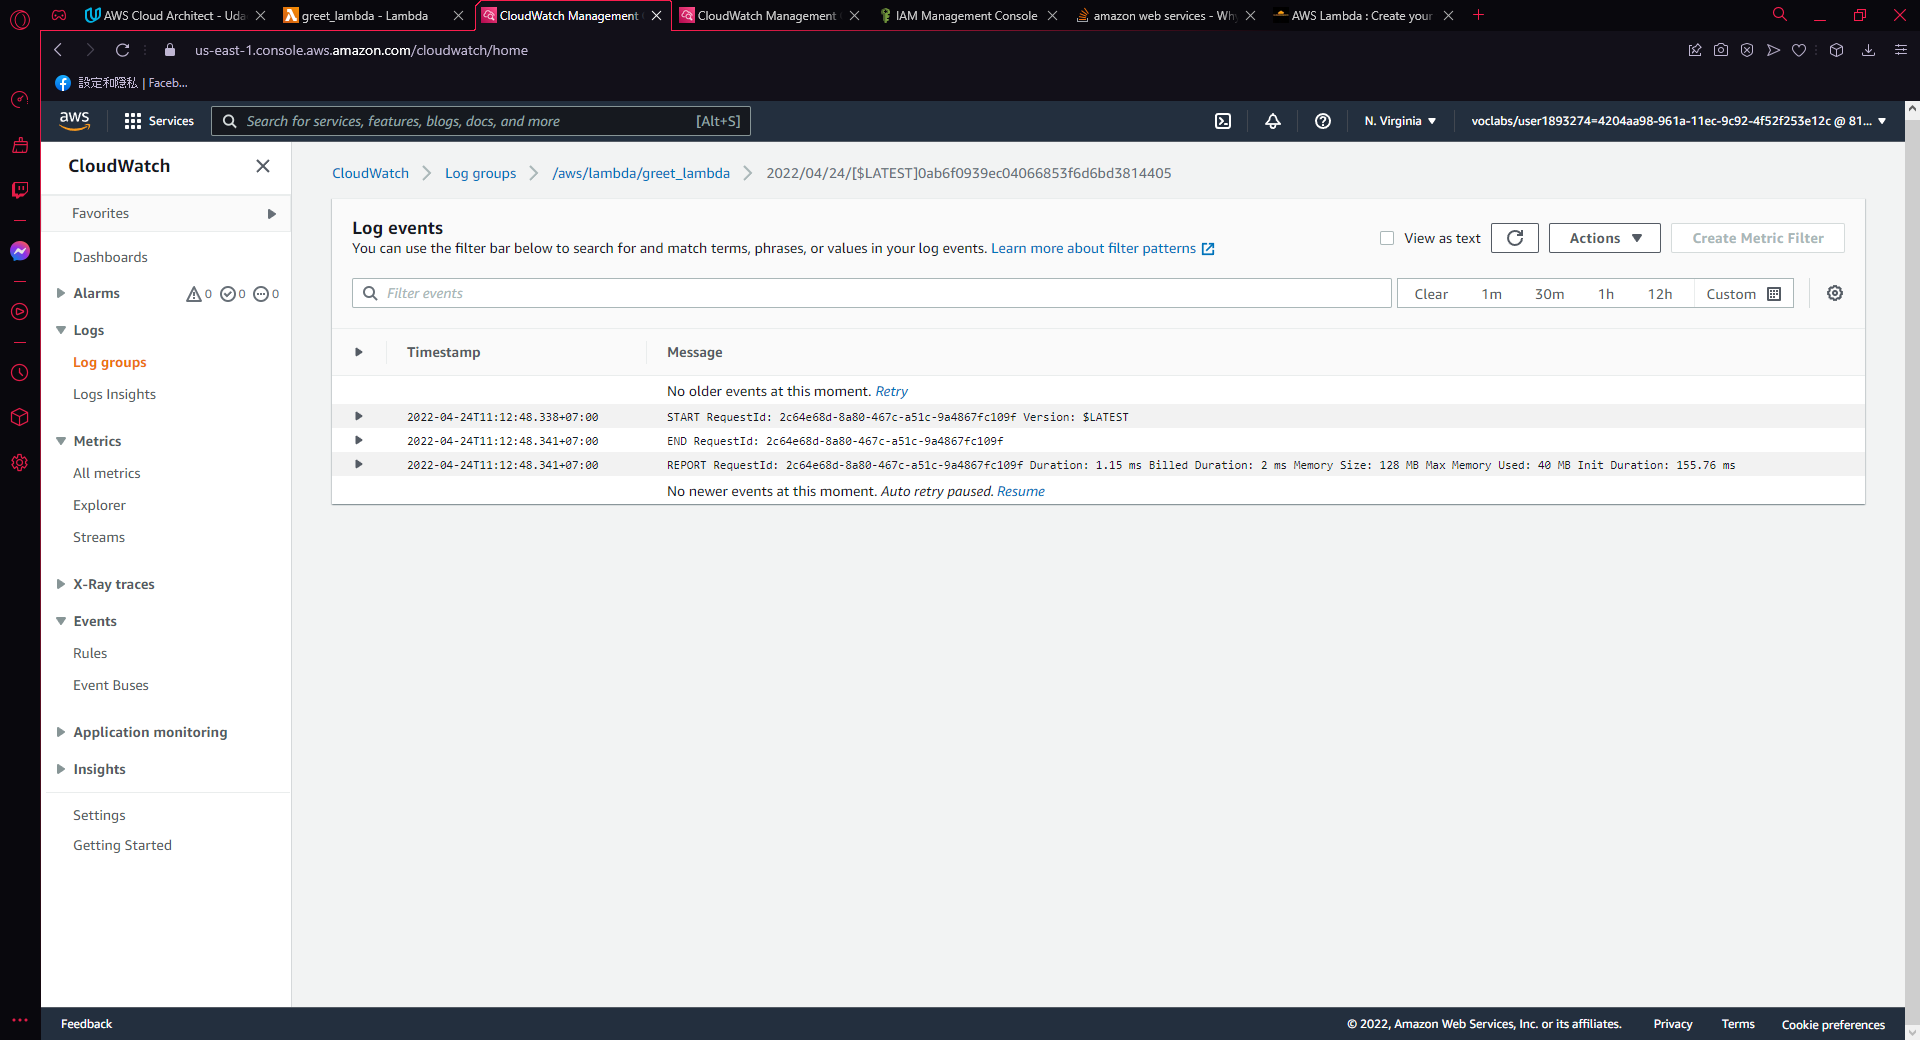 AWS Cloud Architect - Uda
greet_lambda - Lambda
CloudWatch Management
CloudWatch Management
IAM Management Console
amazon web services - Wh
AWS Lambda : Create your
us-east-1.console.aws.amazon.com/cloudwatch/home
設定和隱私 | Faceb...
aws
Services
Search for services, features, blogs, docs, and more
[Alt+S]
N. Virginia
voclabs/user1893274=4204aa98-961a-11ec-9c92-4f52f253e12c @ 81...
CloudWatch
Favorites
Dashboards
Alarms
0
0
0
Logs
Log groups
Logs Insights
Metrics
All metrics
Explorer
Streams
X-Ray traces
Events
Rules
Event Buses
Application monitoring
Insights
Settings
Getting Started
CloudWatch
Log groups
/aws/lambda/greet_lambda
2022/04/24/[$LATEST]0ab6f0939ec04066853f6d6bd3814405
Log events
You can use the filter bar below to search for and match terms, phrases, or values in your log events. Learn more about filter patterns
View as text
Actions
Create Metric Filter
Filter events
Clear
1m
30m
1h
12h
Custom
Timestamp
Message
No older events at this moment. Retry
2022-04-24T11:12:48.338+07:00 START RequestId: 2c64e68d-8a80-467c-a51c-9a4867fc109f Version: $LATEST
2022-04-24T11:12:48.341+07:00 END RequestId: 2c64e68d-8a80-467c-a51c-9a4867fc109f
2022-04-24T11:12:48.341+07:00 REPORT RequestId: 2c64e68d-8a80-467c-a51c-9a4867fc109f Duration: 1.15 ms Billed Duration: 2 ms Memory Size: 128 MB Max Memory Used: 40 MB Init Duration: 155.76 ms
No newer events at this moment. Auto retry paused. Resume
Feedback
© 2022, Amazon Web Services, Inc. or its affiliates.
Privacy
Terms
Cookie preferences